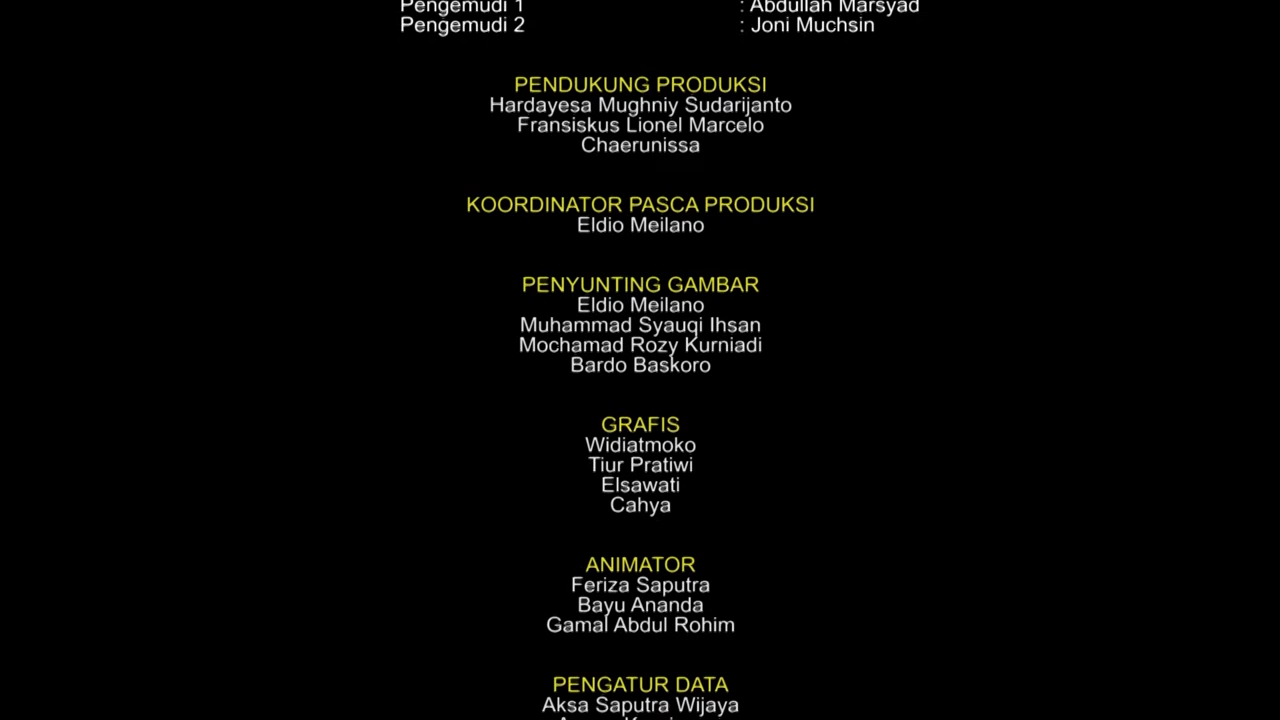 Pengemudi 1 : Abdullah Marsyad
Pengemudi 2 : Joni Muchsin
PENDUKUNG PRODUKSI
Hardayesa Mughniy Sudarijanto
Fransiskus Lionel Marcelo
Chaerunissa
KOORDINATOR PASCA PRODUKSI
Eldio Meilano
PENYUNTING GAMBAR
Eldio Meilano
Muhammad Syauqi Ihsan
Mochamad Rozy Kurniadi
Bardo Baskoro
GRAFIS
Widiatmoko
Tiur Pratiwi
Elsawati
Cahya
ANIMATOR
Feriza Saputra
Bayu Ananda
Gamal Abdul Rohim
PENGATUR DATA
Aksa Saputra Wijaya